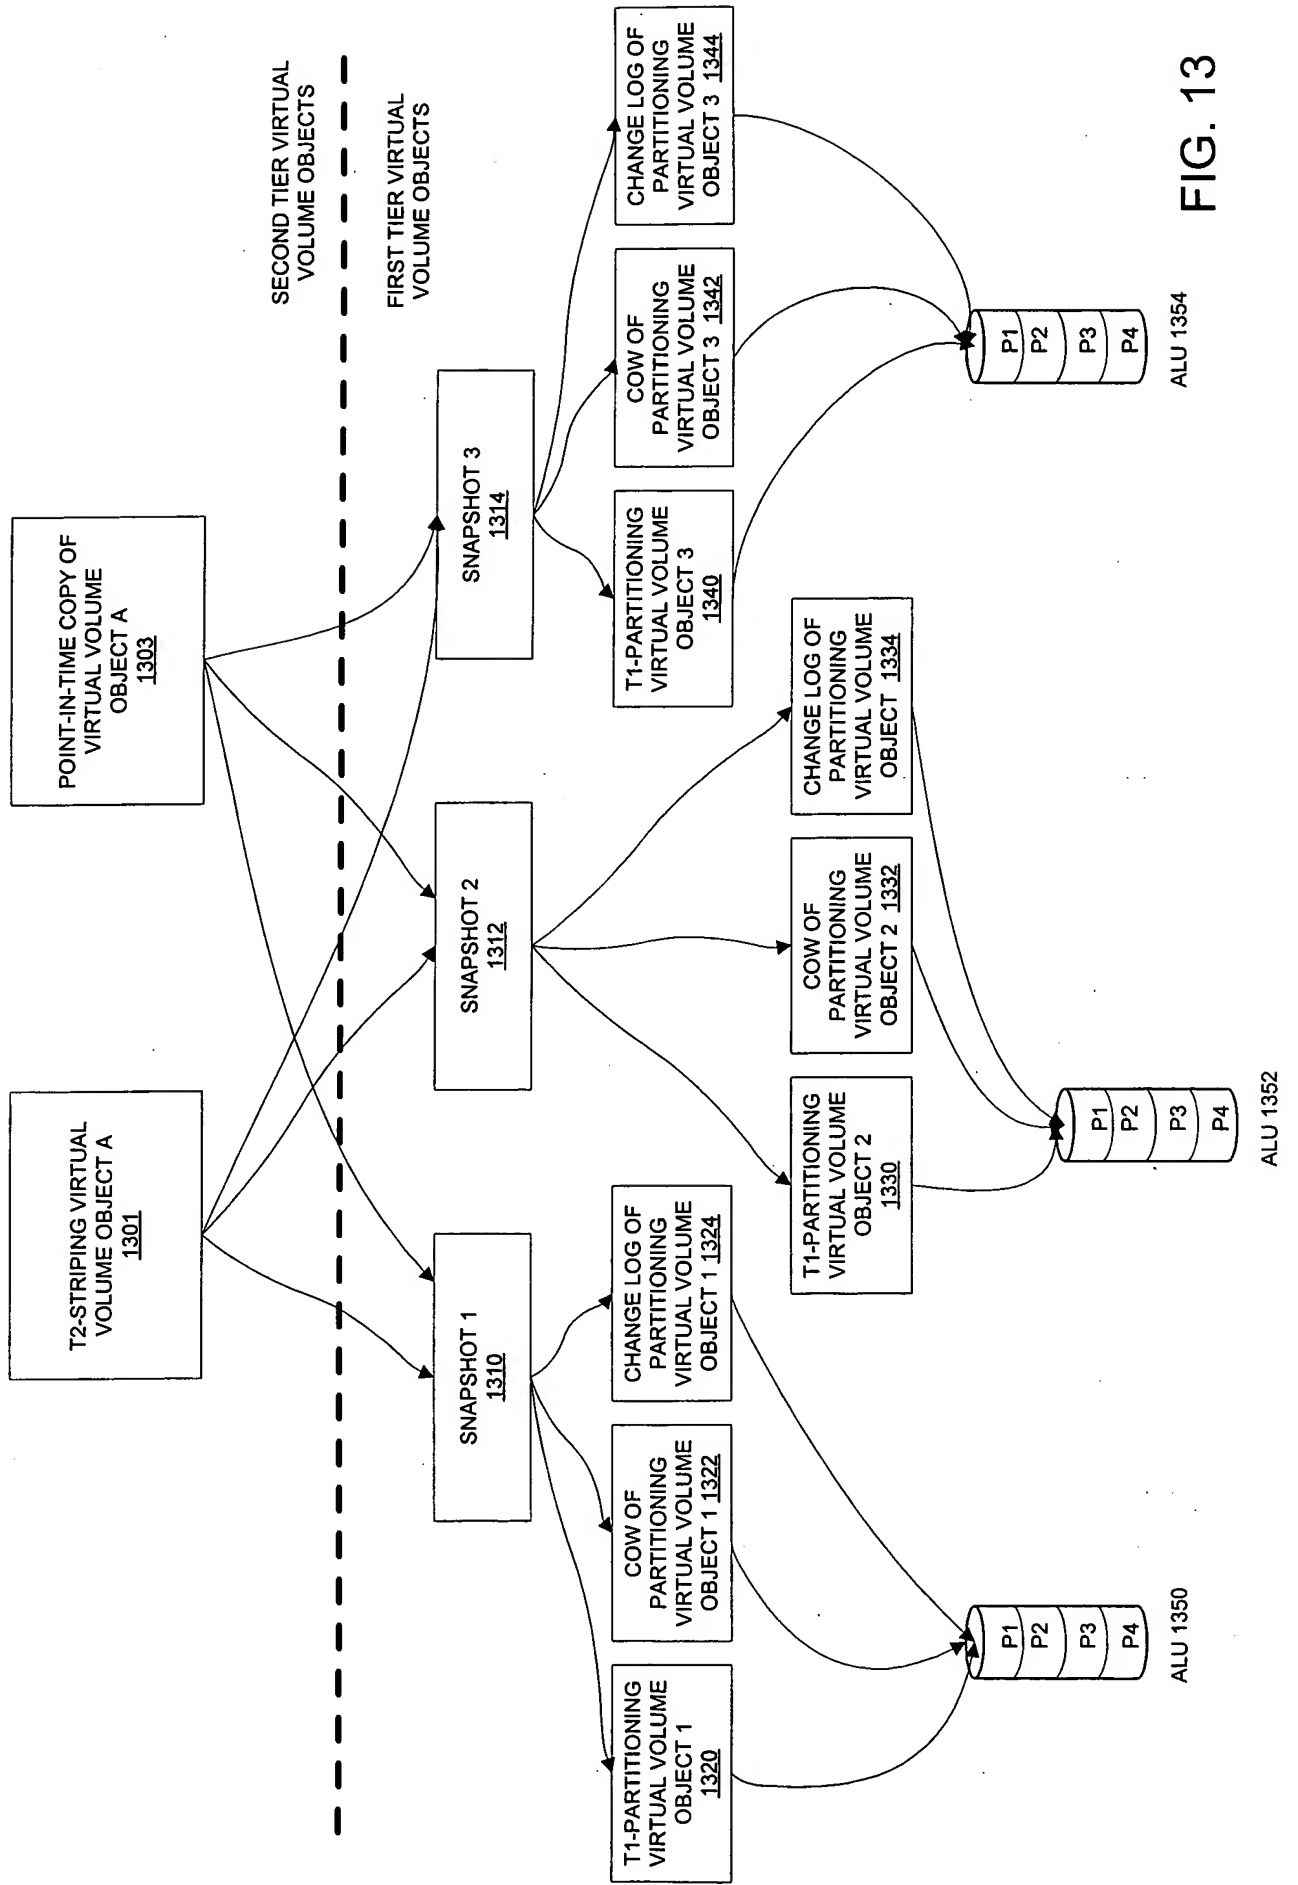 T2-STRIPING VIRTUAL
VOLUME OBJECT A
1301
POINT-IN-TIME COPY OF
VIRTUAL VOLUME
OBJECT A
1303
SECOND TIER VIRTUAL
VOLUME OBJECTS
FIRST TIER VIRTUAL
VOLUME OBJECTS
SNAPSHOT 1
1310
SNAPSHOT 2
1312
SNAPSHOT 3
1314
T1-PARTITIONING
VIRTUAL VOLUME
OBJECT 1
1320
COW OF
PARTITIONING
VIRTUAL VOLUME
OBJECT 1 1322
CHANGE LOG OF
PARTITIONING
VIRTUAL VOLUME
OBJECT 1 1324
T1-PARTITIONING
VIRTUAL VOLUME
OBJECT 2
1330
COW OF
PARTITIONING
VIRTUAL VOLUME
OBJECT 2 1332
CHANGE LOG OF
PARTITIONING
VIRTUAL VOLUME
OBJECT 1334
T1-PARTITIONING
VIRTUAL VOLUME
OBJECT 3
1340
COW OF
PARTITIONING
VIRTUAL VOLUME
OBJECT 3 1342
CHANGE LOG OF
PARTITIONING
VIRTUAL VOLUME
OBJECT 3 1344
P1
P2
P3
P4
ALU 1350
P1
P2
P3
P4
ALU 1352
P1
P2
P3
P4
ALU 1354
FIG. 13